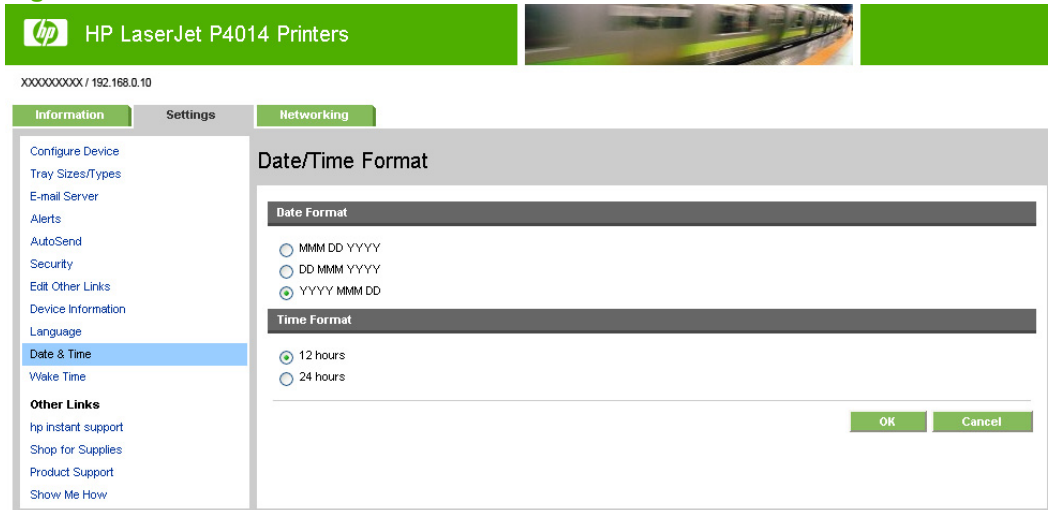 hp HP LaserJet P4014 Printers
XXXXXXXXX / 192.168.0.10
Information Settings Networking
Configure Device
Tray Sizes/Types
E-mail Server
Alerts
AutoSend
Security
Edit Other Links
Device Information
Language
Date & Time
Wake Time
Other Links
hp instant support
Shop for Supplies
Product Support
Show Me How
Date/Time Format
Date Format
MMM DD YYYY
DD MMM YYYY
YYYY MMM DD
Time Format
12 hours
24 hours
OK Cancel